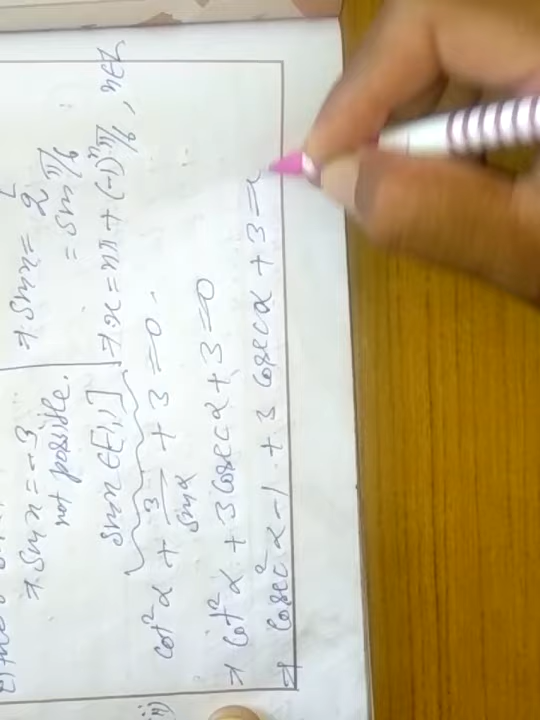 ⇒ sin x = -3
not possible.
sin x ∈ [-1,1]
⇒ sin x = 1/2
= sin π/6
⇒ x = nπ + (-1)ⁿ π/6, n∈Z
ii)
cot²α + 3/sinα + 3 = 0.
⇒ cot²α + 3 cosec α + 3 = 0
⇒ cosec²α - 1 + 3 cosec α + 3 =